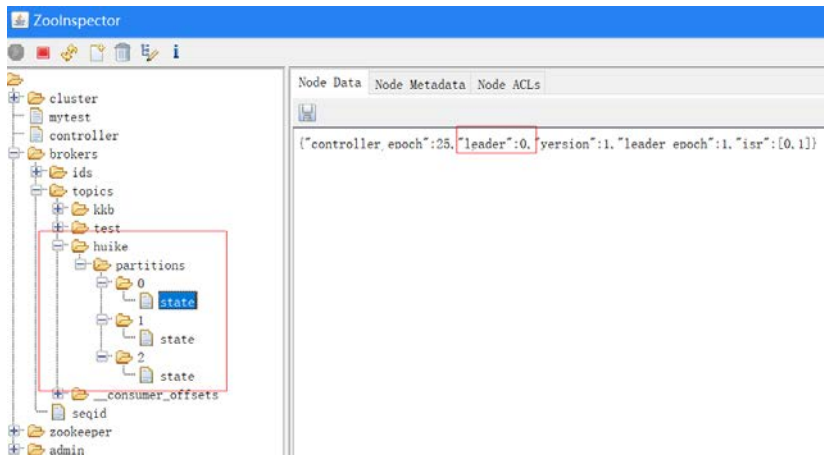 ZooInspector
cluster
mytest
controller
brokers
ids
topics
kkb
test
huike
partitions
0
state
1
state
2
state
__consumer_offsets
seqid
zookeeper
admin
Node Data Node Metadata Node ACLs
{"controller_epoch":25,"leader":0,"version":1,"leader_epoch":1,"isr":[0,1]}